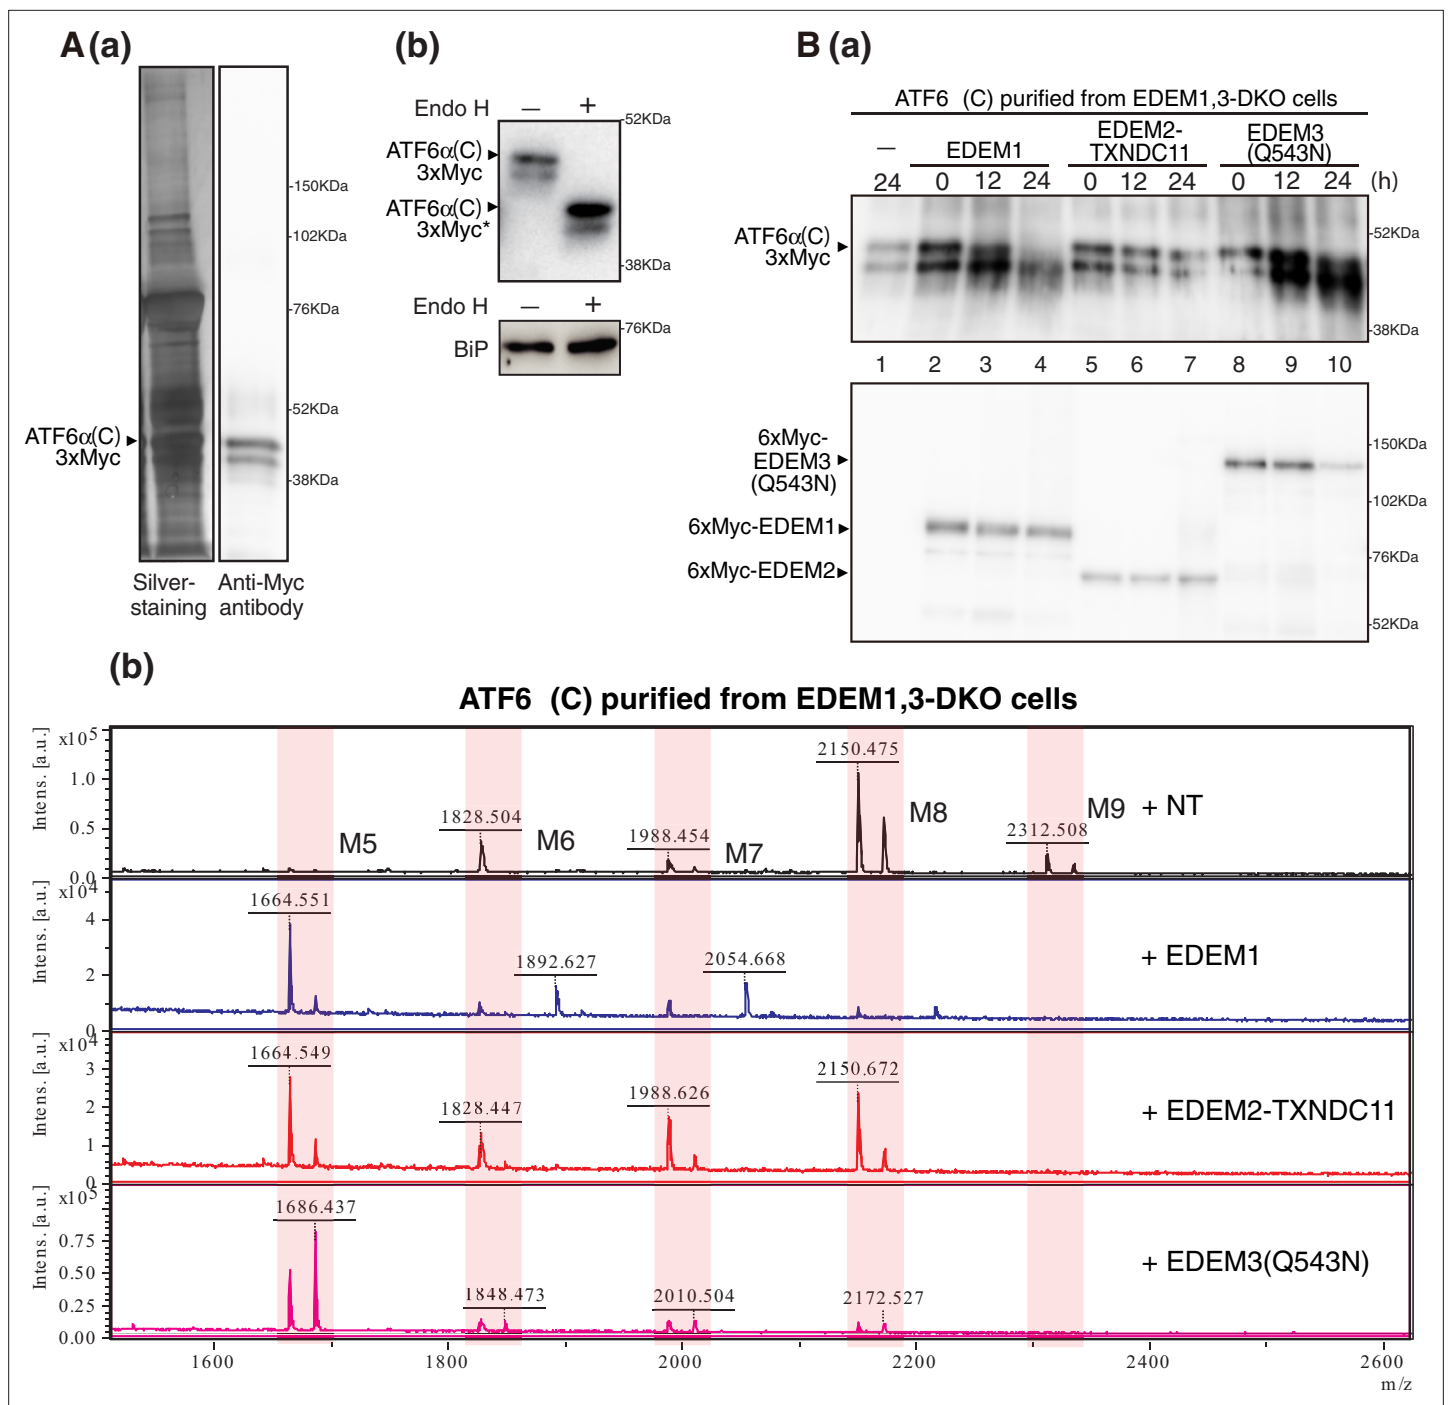 A (a)
(b)
B (a)
-150KDa
-102KDa
-76KDa
-52KDa
-38KDa
ATF6α(C)
3xMyc
Silver-
staining
Anti-Myc
antibody
Endo H
—
+
-52KDa
ATF6α(C)
3xMyc
ATF6α(C)
3xMyc*
-38KDa
Endo H
—
+
-76KDa
BiP
ATF6 (C) purified from EDEM1,3-DKO cells
—
EDEM1
EDEM2-
TXNDC11
EDEM3
(Q543N)
24 0 12 24 0 12 24 0 12 24 (h)
ATF6α(C)
3xMyc
-52KDa
-38KDa
1 2 3 4 5 6 7 8 9 10
6xMyc-
EDEM3
(Q543N)
6xMyc-EDEM1
6xMyc-EDEM2
-150KDa
-102KDa
-76KDa
-52KDa
(b)
ATF6 (C) purified from EDEM1,3-DKO cells
Intens. [a.u.]
x10⁵
1.0
0.5
0.0
1828.504
1988.454
2150.475
2312.508
M5
M6
M7
M8
M9
+ NT
Intens. [a.u.]
x10⁴
4
2
0
1664.551
1892.627
2054.668
+ EDEM1
Intens. [a.u.]
x10⁴
3
2
1
0
1664.549
1828.447
1988.626
2150.672
+ EDEM2-TXNDC11
Intens. [a.u.]
x10⁵
0.75
0.50
0.25
0.00
1686.437
1848.473
2010.504
2172.527
+ EDEM3(Q543N)
1600 1800 2000 2200 2400 2600
m/z